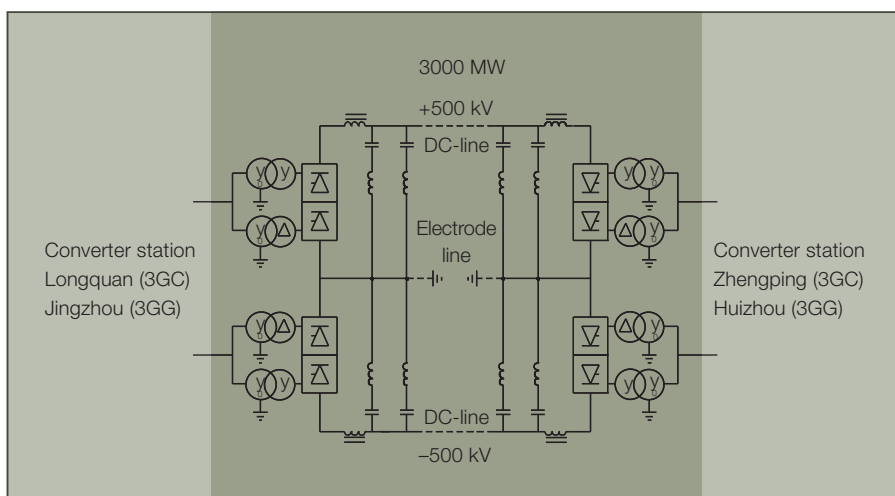 3000 MW
+500 kV
DC-line
y y
y Δ
Electrode
line
Converter station
Longquan (3GC)
Jingzhou (3GG)
y Δ
y y
y y
Δ y
Converter station
Zhengping (3GC)
Huizhou (3GG)
Δ y
y y
DC-line
–500 kV